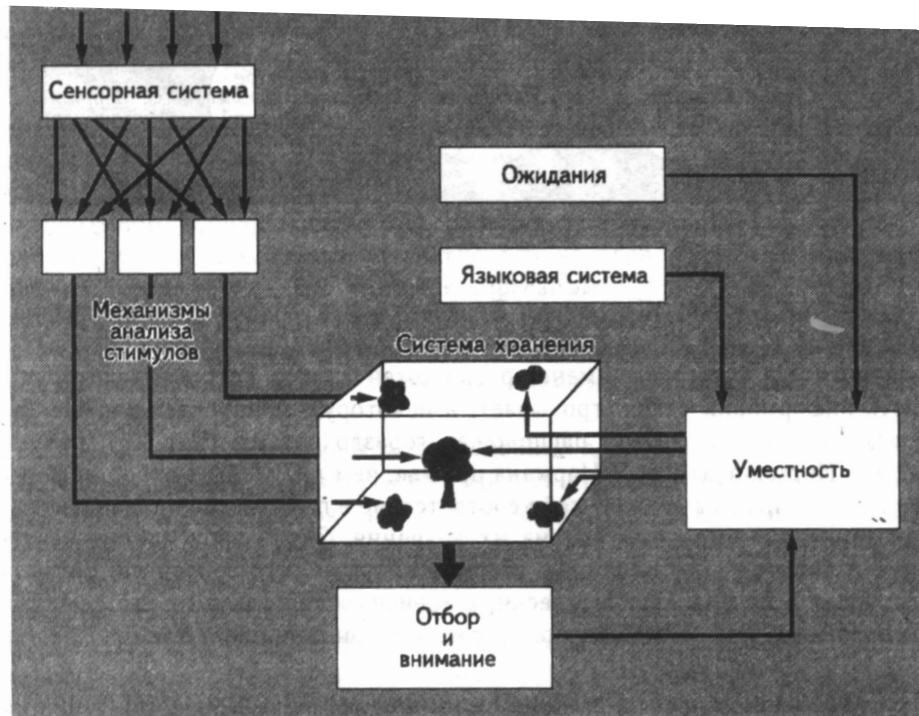 Сенсорная система
Ожидания
Языковая система
Механизмы
анализа
стимулов
Система хранения
Уместность
Отбор
и
внимание